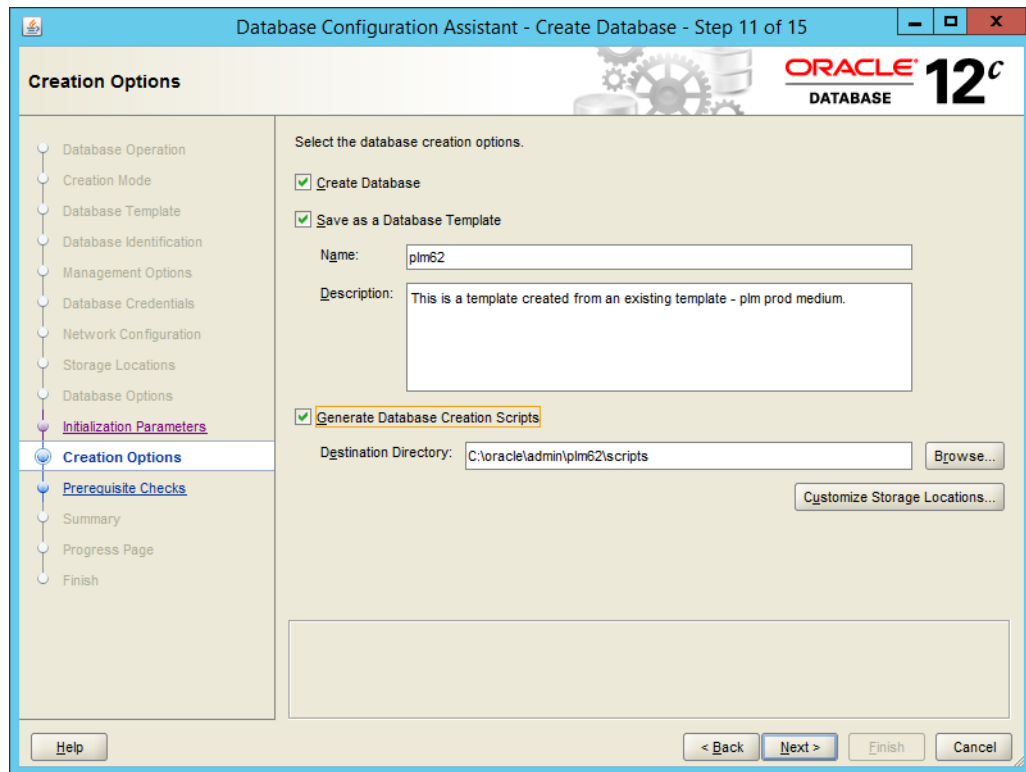 Database Configuration Assistant - Create Database - Step 11 of 15
Creation Options
ORACLE®
DATABASE
12c
Database Operation
Creation Mode
Database Template
Database Identification
Management Options
Database Credentials
Network Configuration
Storage Locations
Database Options
Initialization Parameters
Creation Options
Prerequisite Checks
Summary
Progress Page
Finish
Select the database creation options.
Create Database
Save as a Database Template
Name: plm62
Description: This is a template created from an existing template - plm prod medium.
Generate Database Creation Scripts
Destination Directory: C:\oracle\admin\plm62\scripts Browse...
Customize Storage Locations...
Help < Back Next > Finish Cancel